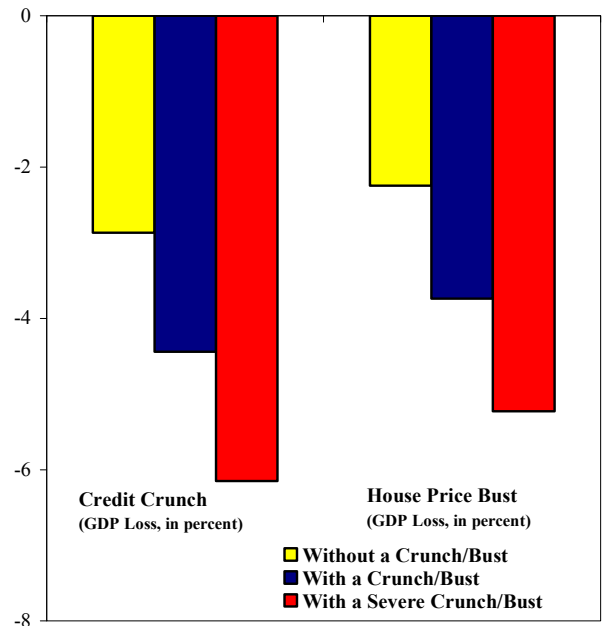 0
-2
-4
-6
-8
Credit Crunch
(GDP Loss, in percent)
House Price Bust
(GDP Loss, in percent)
Without a Crunch/Bust
With a Crunch/Bust
With a Severe Crunch/Bust